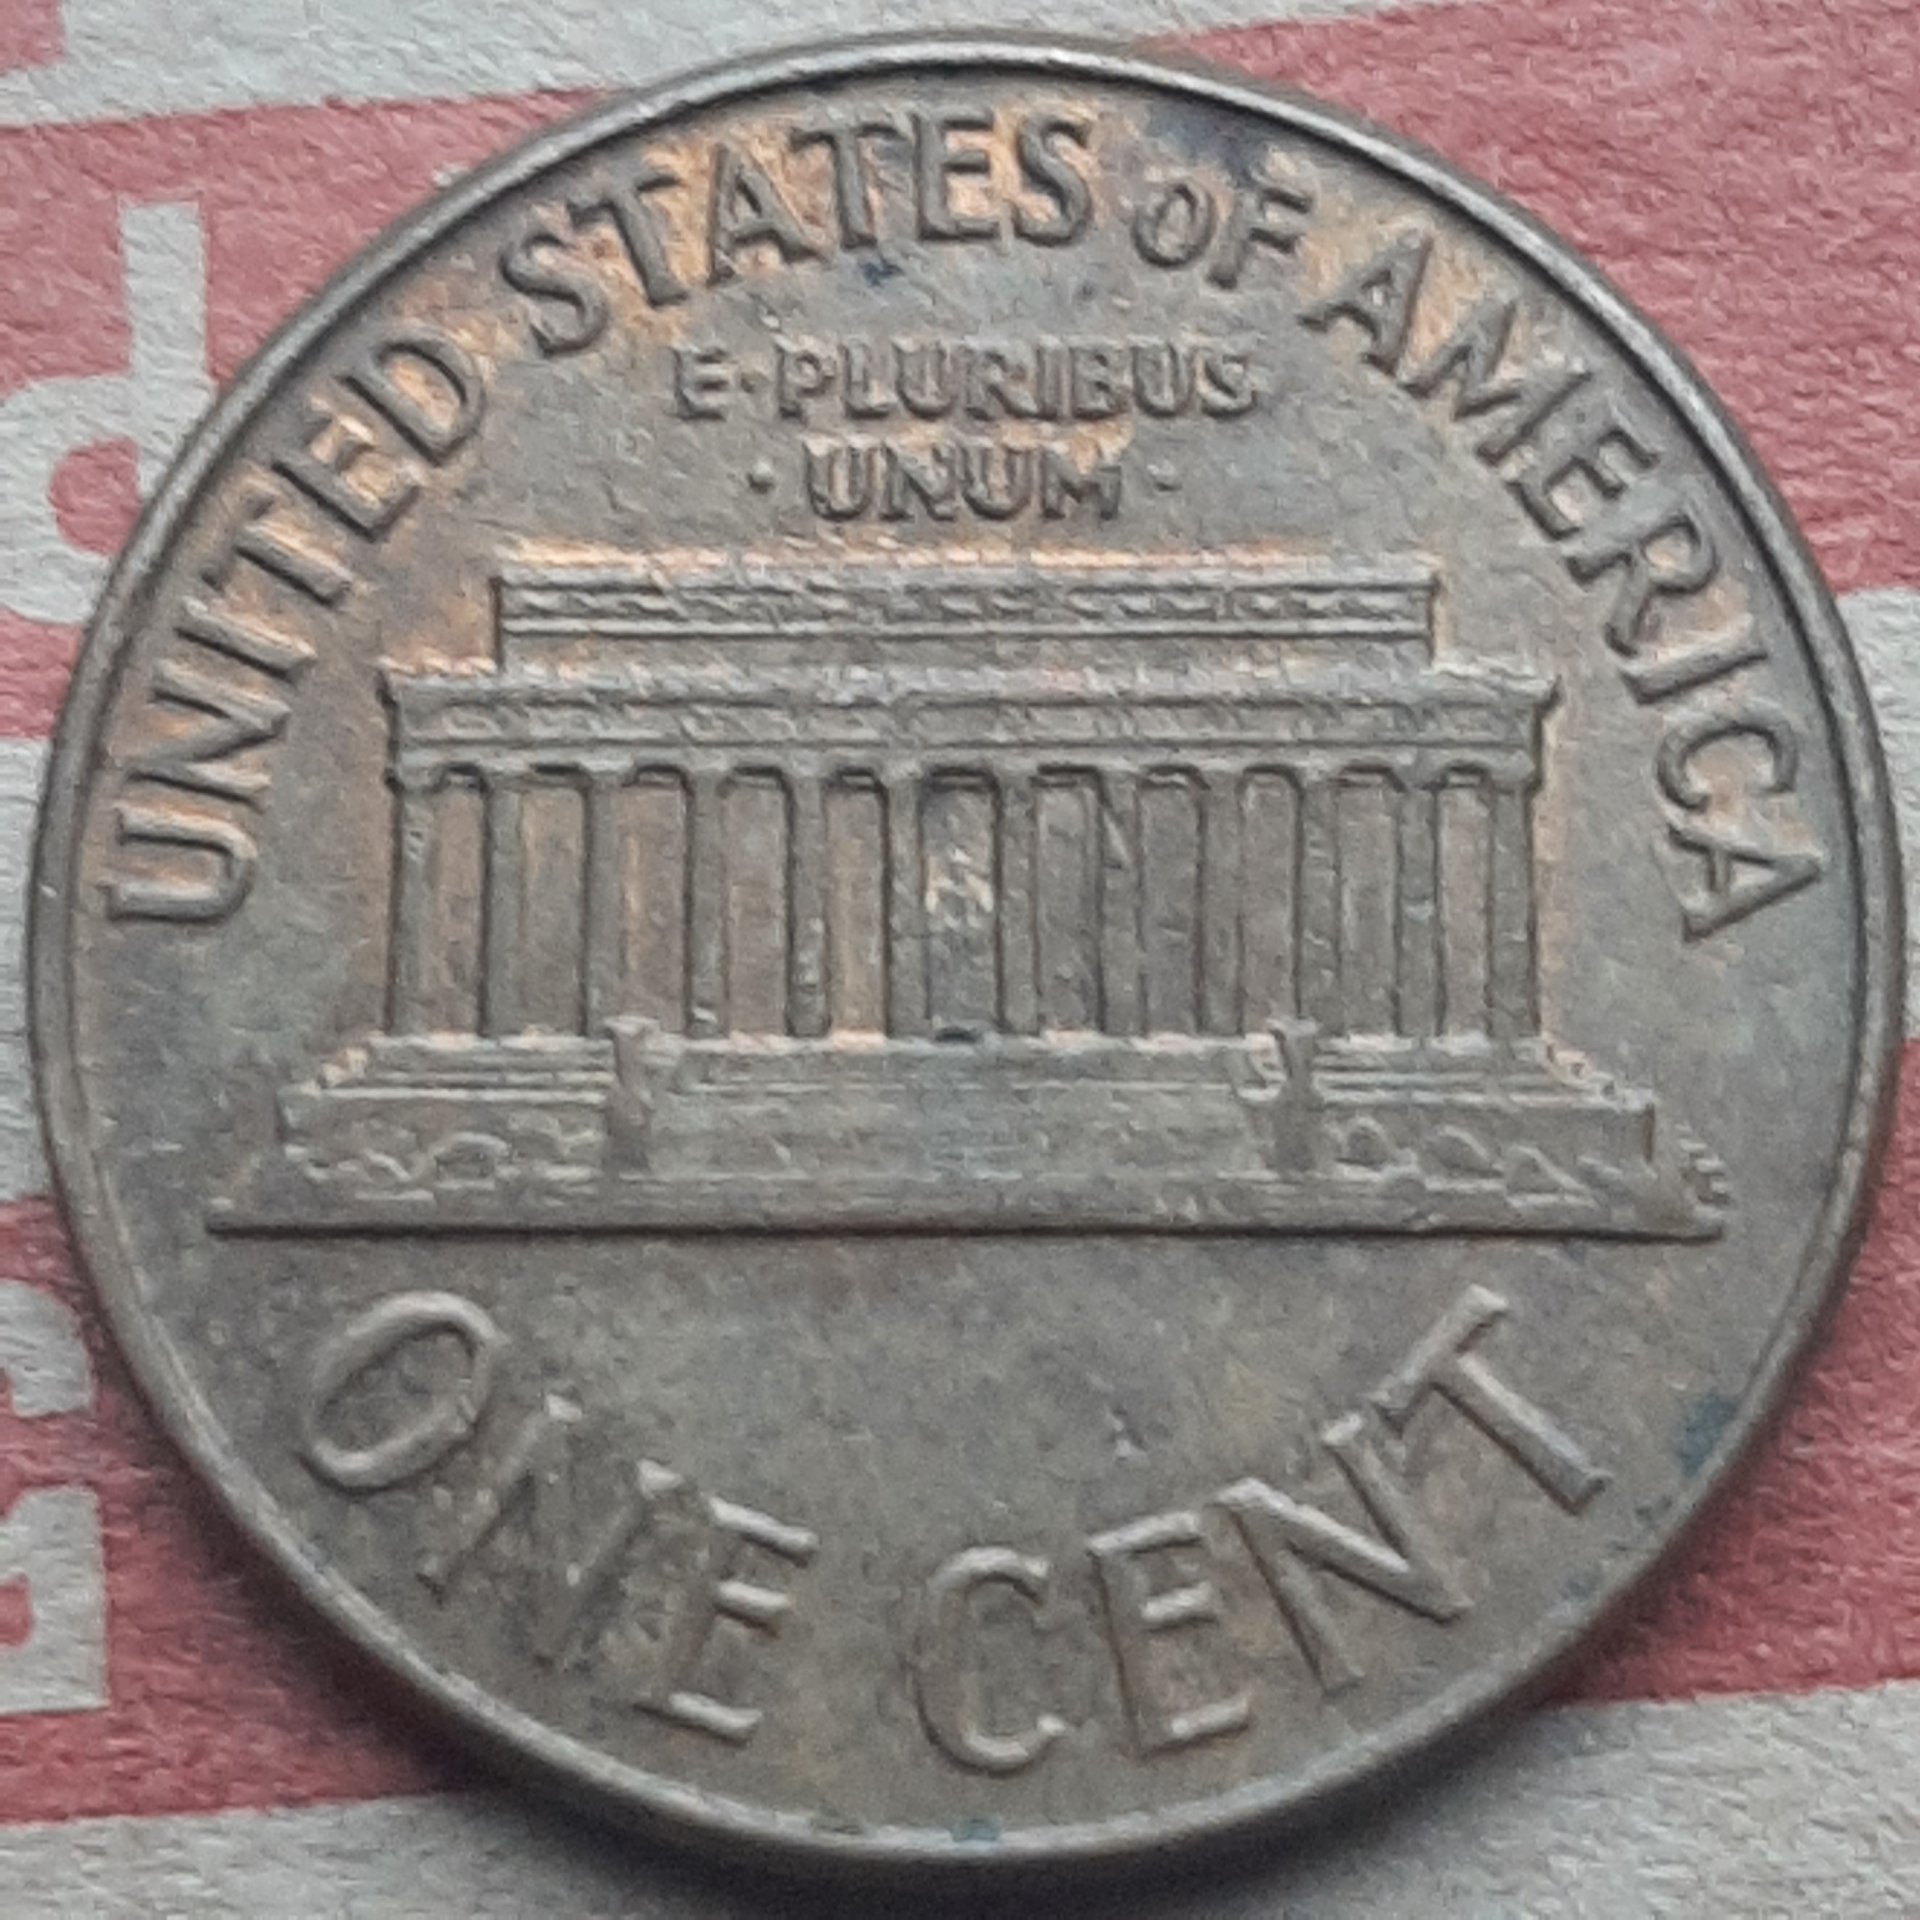 UNITED STATES OF AMERICA
E·PLURIBUS
· UNUM ·
ONE CENT